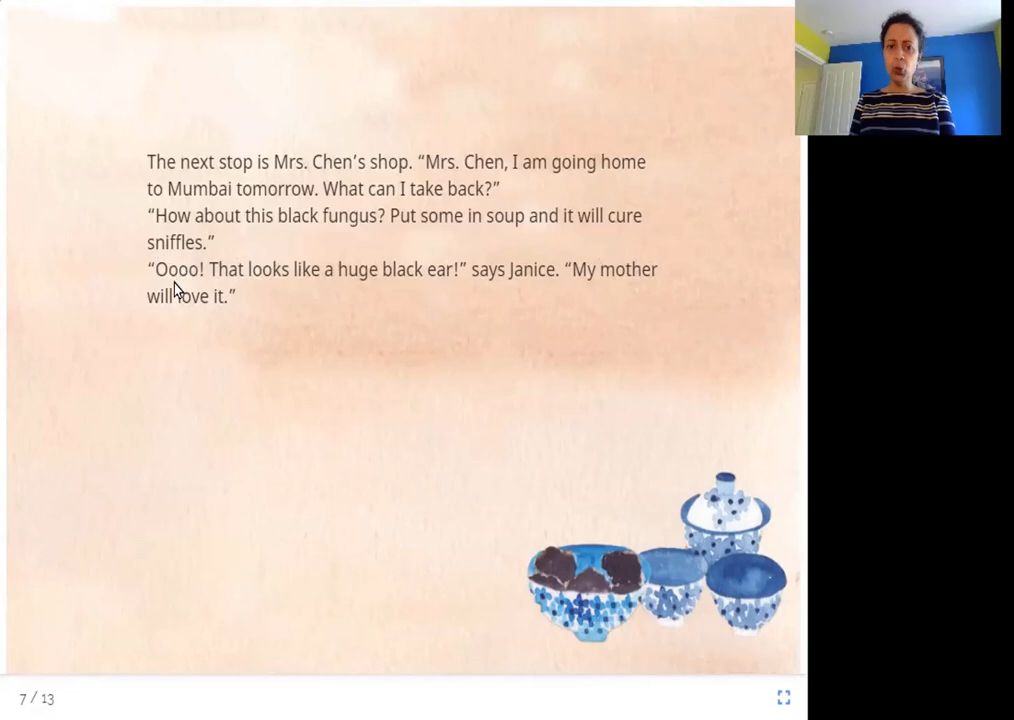 The next stop is Mrs. Chen’s shop. “Mrs. Chen, I am going home
to Mumbai tomorrow. What can I take back?”
“How about this black fungus? Put some in soup and it will cure
sniffles.”
“Oooo! That looks like a huge black ear!” says Janice. “My mother
will love it.”
7 / 13